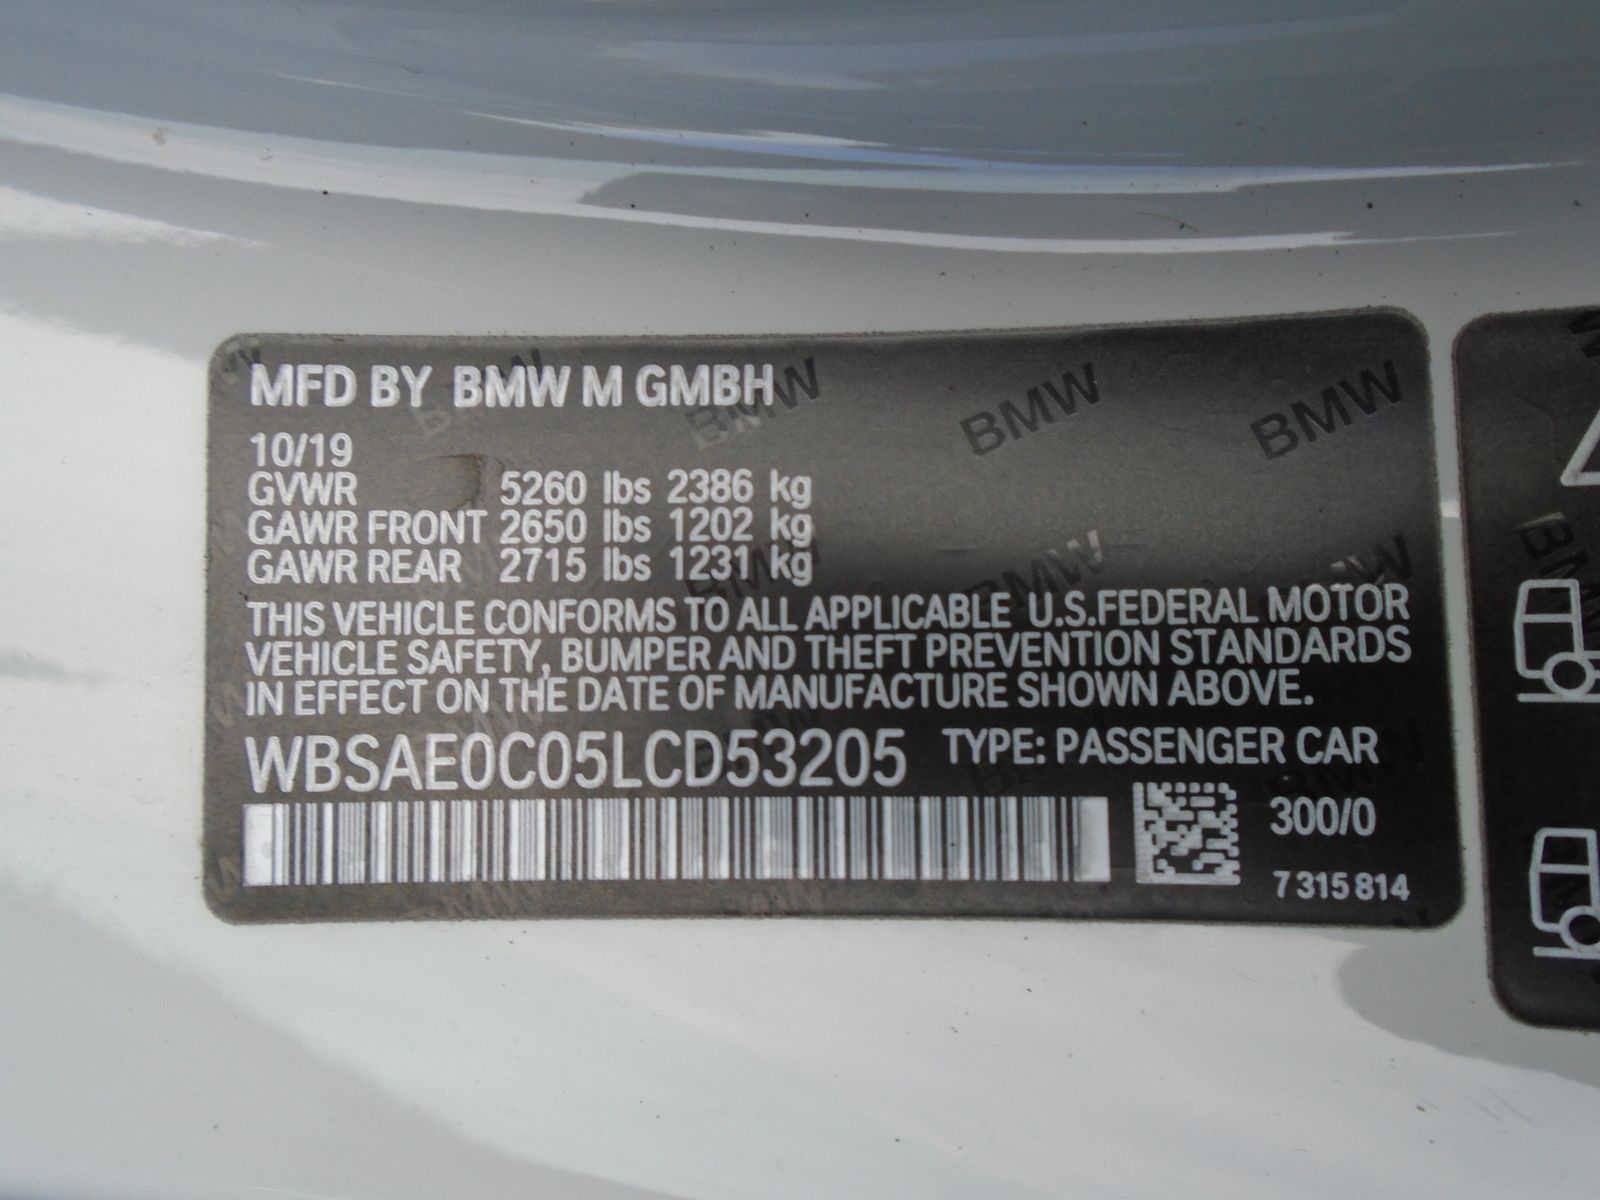 MFD BY BMW M GMBH
10/19
GVWR 5260 lbs 2386 kg
GAWR FRONT 2650 lbs 1202 kg
GAWR REAR 2715 lbs 1231 kg
THIS VEHICLE CONFORMS TO ALL APPLICABLE U.S.FEDERAL MOTOR
VEHICLE SAFETY, BUMPER AND THEFT PREVENTION STANDARDS
IN EFFECT ON THE DATE OF MANUFACTURE SHOWN ABOVE.
WBSAE0C05LCD53205 TYPE: PASSENGER CAR
300/0
7 315 814